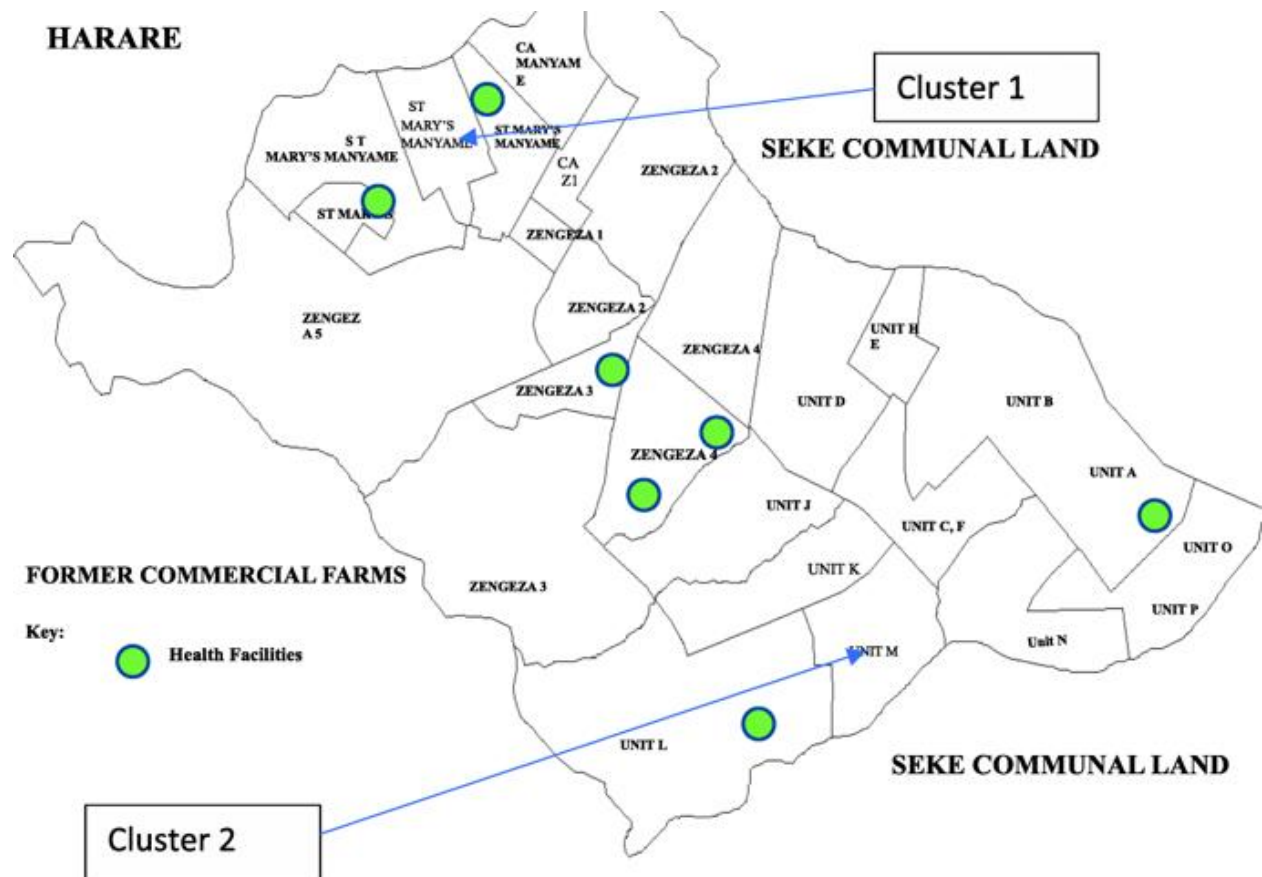 HARARE
CA
MANYAM
E
Cluster 1
ST
MARY'S
MANYAME
S T
MARY'S MANYAME
ST MARY'S
MANYAME
SEKE COMMUNAL LAND
CA
Z1
ZENGEZA 2
ST
ZENGEZA 1
ZENGEZ
A 5
ZENGEZA 2
UNIT H
E
ZENGEZA 4
ZENGEZA 3
UNIT D
UNIT B
ZENGEZA 4
UNIT A
UNIT J
UNIT C, F
UNIT O
FORMER COMMERCIAL FARMS
ZENGEZA 3
UNIT K
UNIT P
Key:
Health Facilities
Unit N
UNIT M
UNIT L
SEKE COMMUNAL LAND
Cluster 2